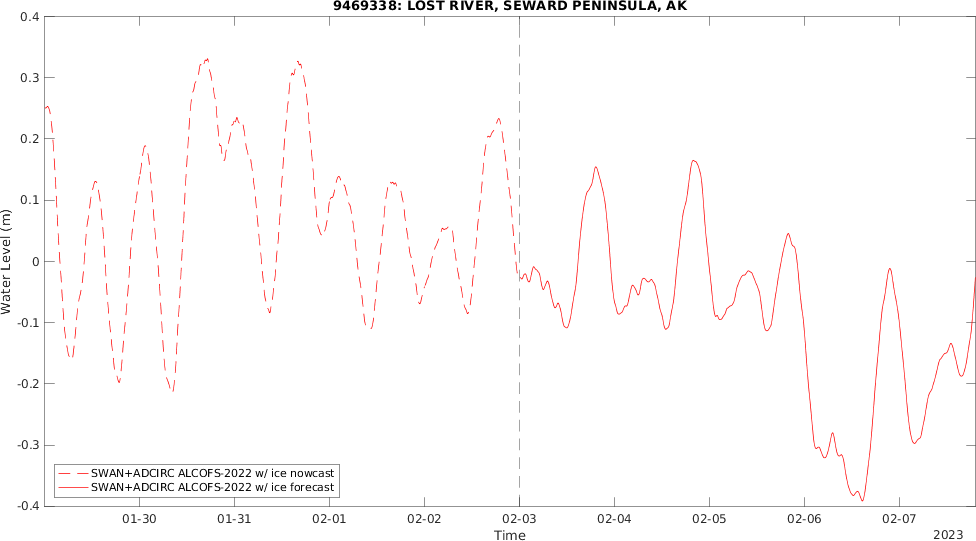 9469338: LOST RIVER, SEWARD PENINSULA, AK
0.4
0.3
0.2
0.1
0
-0.1
-0.2
-0.3
-0.4
Water Level (m)
SWAN+ADCIRC ALCOFS-2022 w/ ice nowcast
SWAN+ADCIRC ALCOFS-2022 w/ ice forecast
01-30 01-31 02-01 02-02 02-03 02-04 02-05 02-06 02-07
Time
2023